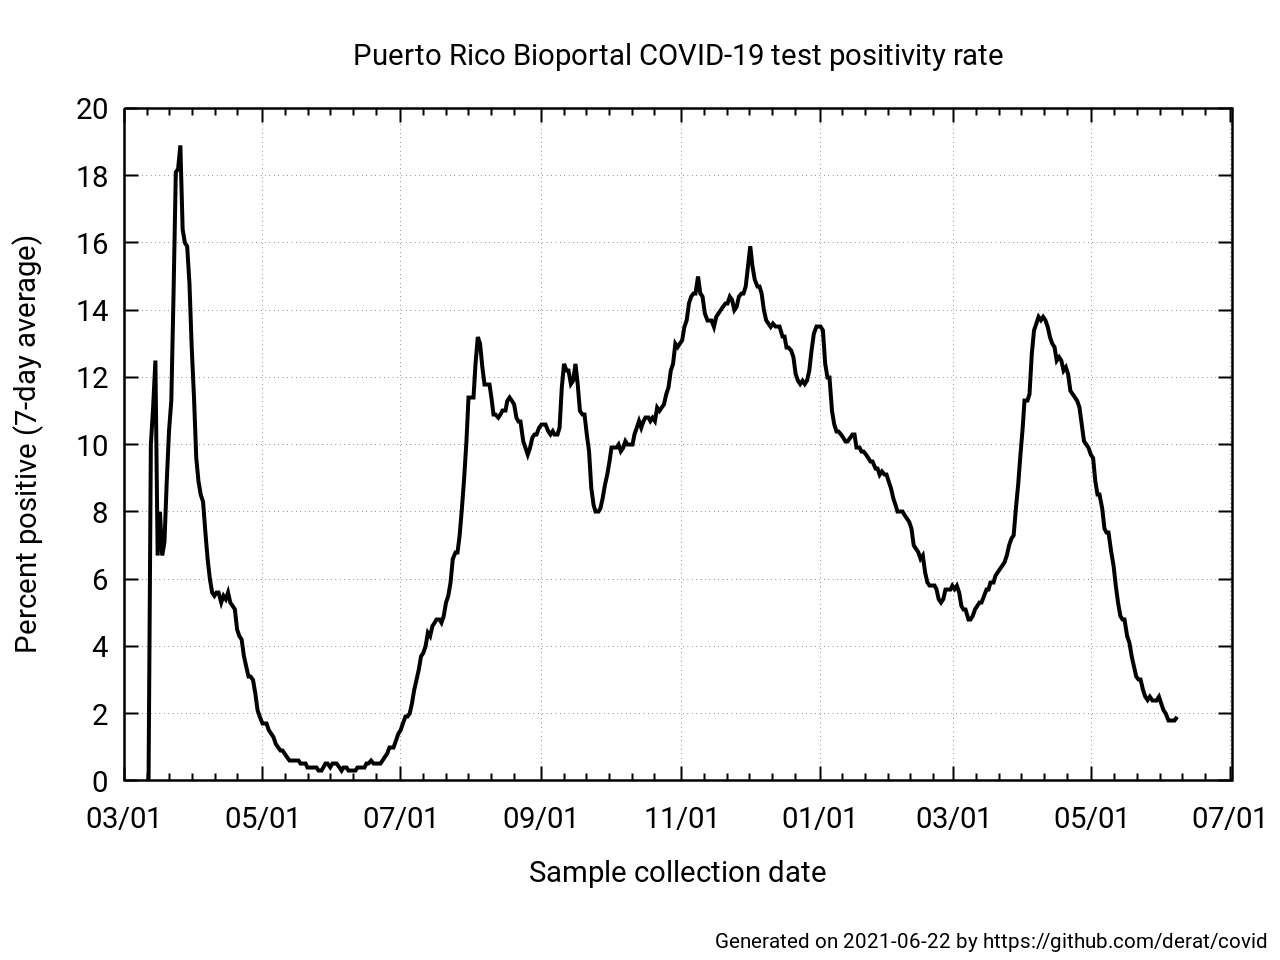 Puerto Rico Bioportal COVID-19 test positivity rate
20
18
16
14
12
10
8
6
4
2
0
Percent positive (7-day average)
03/01 05/01 07/01 09/01 11/01 01/01 03/01 05/01 07/01
Sample collection date
Generated on 2021-06-22 by https://github.com/derat/covid